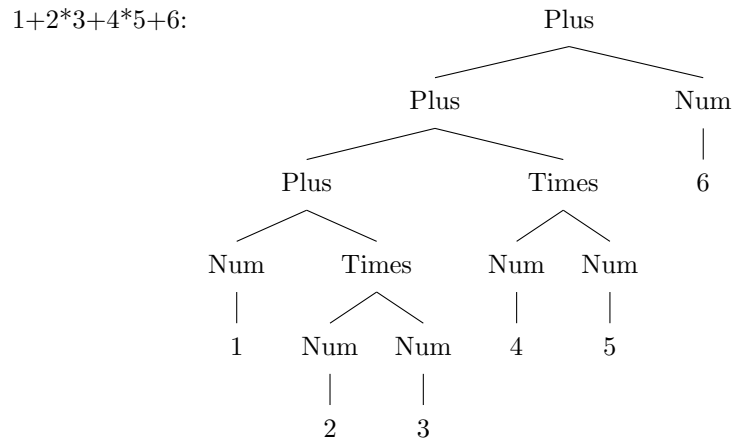 1+2*3+4*5+6:
Plus
Plus Num
Plus Times 6
Num Times Num Num
1 Num Num 4 5
2 3